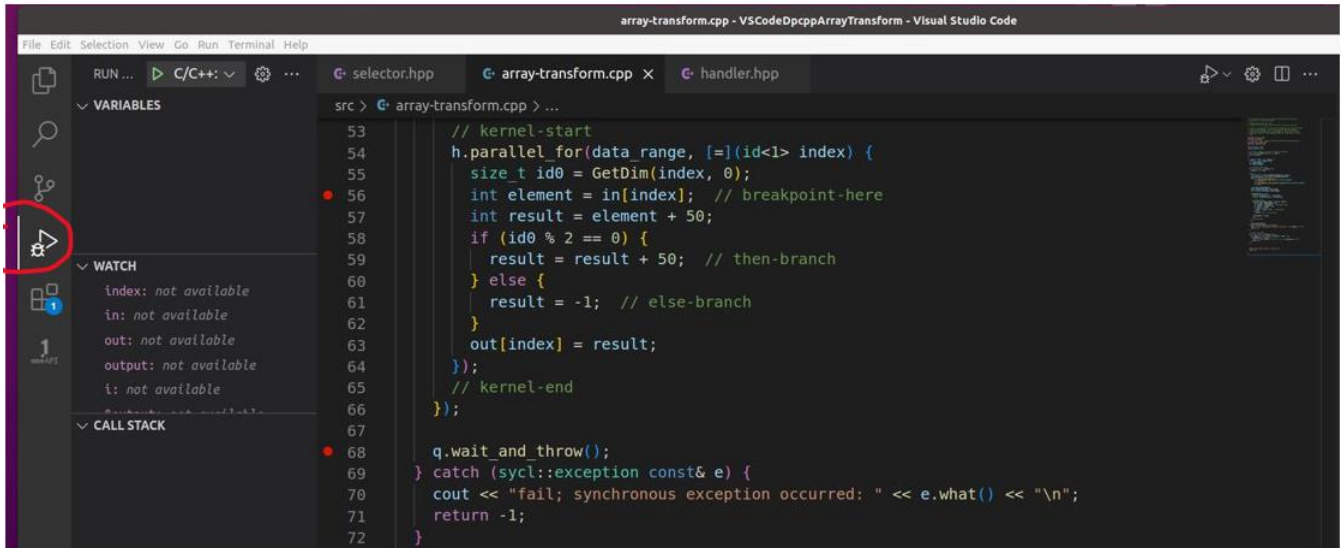 array-transform.cpp - VSCodeDpcppArrayTransform - Visual Studio Code
File Edit Selection View Go Run Terminal Help
RUN ... C/C++: ...
VARIABLES
WATCH
index: not available
in: not available
out: not available
output: not available
i: not available
CALL STACK
1
oneAPI
selector.hpp array-transform.cpp handler.hpp
src > array-transform.cpp > ...
53 // kernel-start
54 h.parallel_for(data_range, [=](id<1> index) {
55 size_t id0 = GetDim(index, 0);
56 int element = in[index]; // breakpoint-here
57 int result = element + 50;
58 if (id0 % 2 == 0) {
59 result = result + 50; // then-branch
60 } else {
61 result = -1; // else-branch
62 }
63 out[index] = result;
64 });
65 // kernel-end
66 });
67
68 q.wait_and_throw();
69 } catch (sycl::exception const& e) {
70 cout << "fail; synchronous exception occurred: " << e.what() << "\n";
71 return -1;
72 }